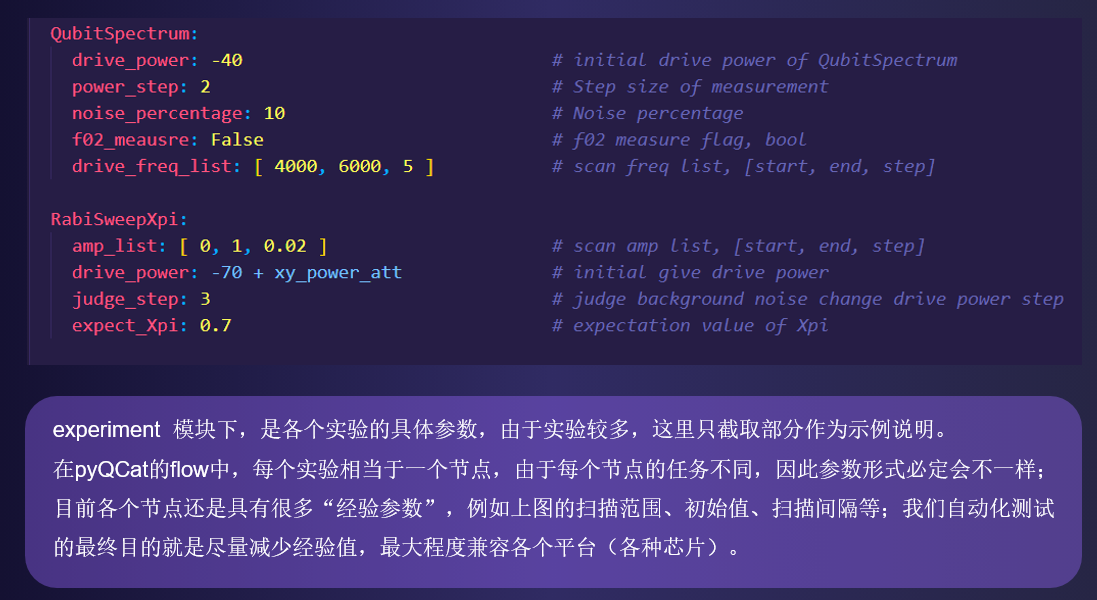 QubitSpectrum:
drive_power: -40 # initial drive power of QubitSpectrum
power_step: 2 # Step size of measurement
noise_percentage: 10 # Noise percentage
f02_meausre: False # f02 measure flag, bool
drive_freq_list: [ 4000, 6000, 5 ] # scan freq list, [start, end, step]
RabiSweepXpi:
amp_list: [ 0, 1, 0.02 ] # scan amp list, [start, end, step]
drive_power: -70 + xy_power_att # initial give drive power
judge_step: 3 # judge background noise change drive power step
expect_Xpi: 0.7 # expectation value of Xpi
experiment 模块下，是各个实验的具体参数，由于实验较多，这里只截取部分作为示例说明。
在pyQCat的flow中，每个实验相当于一个节点，由于每个节点的任务不同，因此参数形式必定会不一样；
目前各个节点还是具有很多“经验参数”，例如上图的扫描范围、初始值、扫描间隔等；我们自动化测试
的最终目的就是尽量减少经验值，最大程度兼容各个平台（各种芯片）。